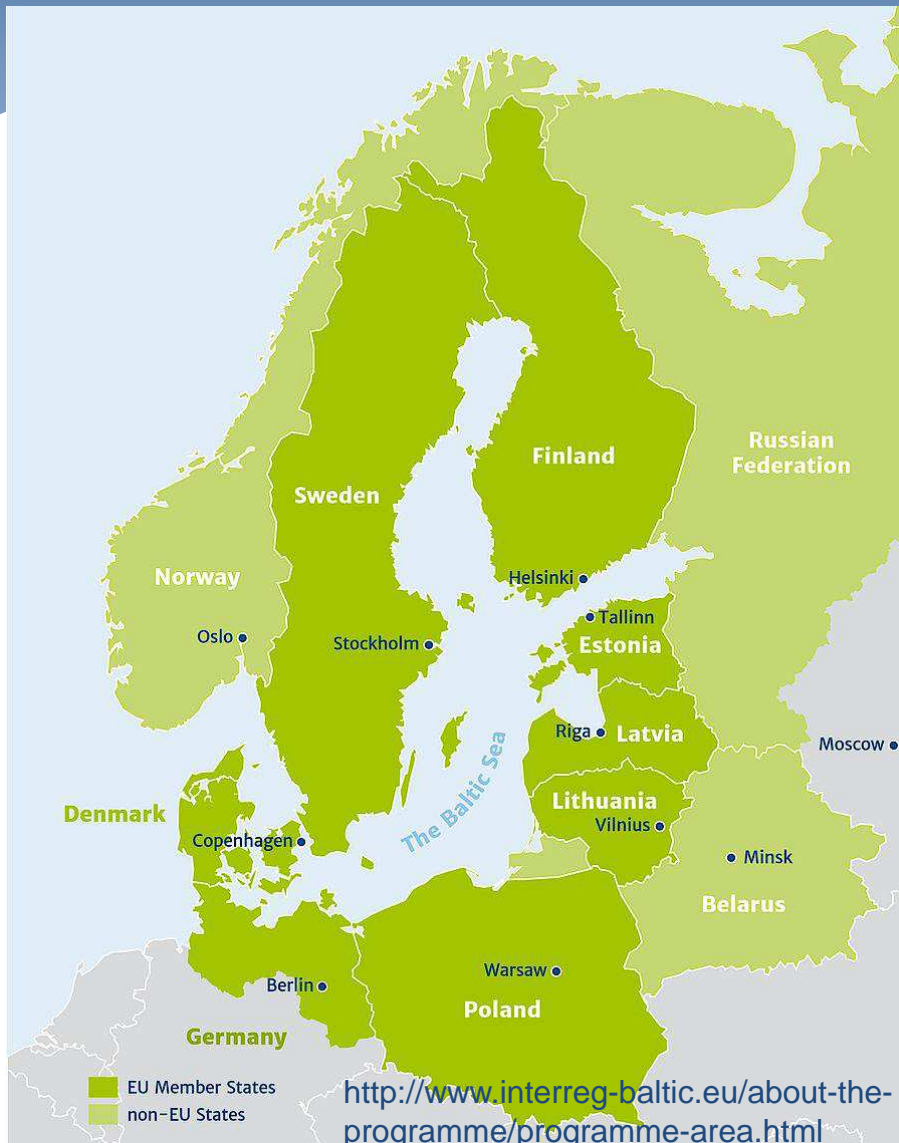 Finland
Russian
Federation
Sweden
Norway
Helsinki
Oslo
Stockholm
Tallinn
Estonia
Riga
Latvia
Moscow
The Baltic Sea
Lithuania
Vilnius
Denmark
Copenhagen
Minsk
Belarus
Warsaw
Berlin
Poland
Germany
EU Member States
non-EU States
http://www.interreg-baltic.eu/about-the-
programme/programme-area.html